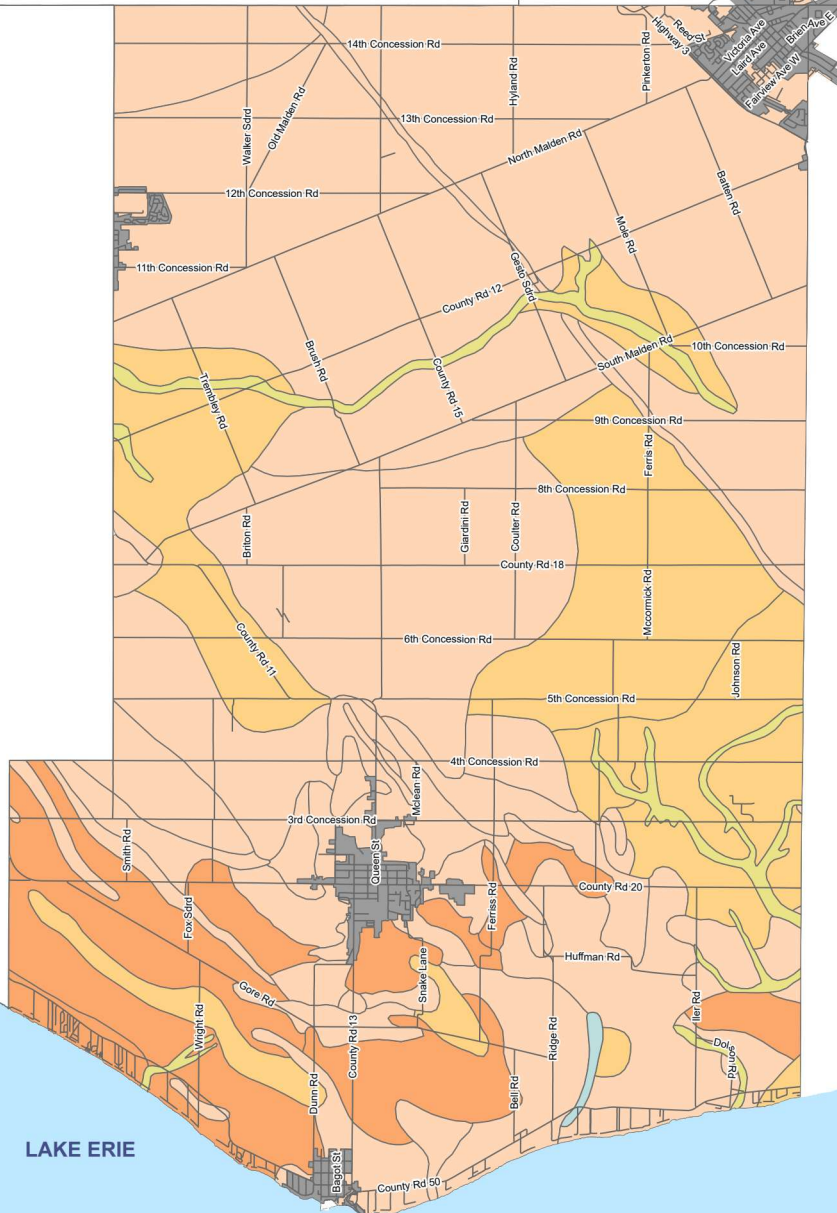 Reed St
Highway 3
Victoria Ave
Laird Ave
Brien Ave E
Fairview Ave W
14th Concession Rd
Hyland Rd
Pinkerton Rd
Walker Sdrd
Old Malden Rd
13th Concession Rd
North Malden Rd
12th Concession Rd
Batten Rd
Mole Rd
11th Concession Rd
Gesto Sdrd
County Rd 12
Brush Rd
County Rd 15
South Malden Rd
10th Concession Rd
Trembley Rd
9th Concession Rd
Ferris Rd
8th Concession Rd
Briton Rd
Giardini Rd
Coulter Rd
County Rd 18
Mccormick Rd
County Rd 11
6th Concession Rd
Johnson Rd
5th Concession Rd
4th Concession Rd
Mclean Rd
3rd Concession Rd
Smith Rd
Queen St
County Rd 20
Fox Sdrd
Ferriss Rd
Huffman Rd
Snake Lane
Gore Rd
Wright Rd
County Rd 13
Ridge Rd
Iler Rd
Dolson Rd
Dunn Rd
Bell Rd
LAKE ERIE
Bagot St
County Rd 50